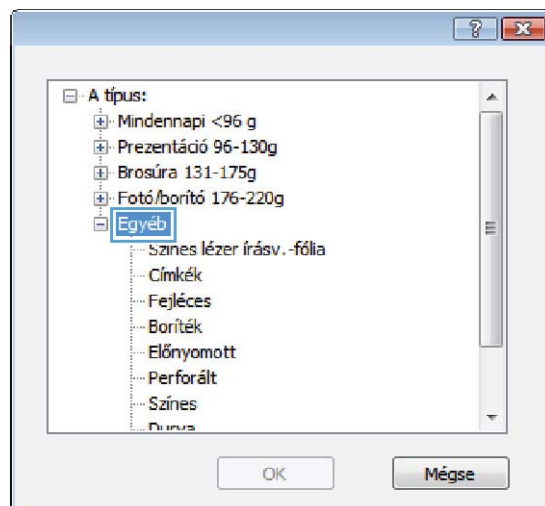 A típus:
Mindennapi <96 g
Prezentáció 96-130g
Brosúra 131-175g
Fotó/borító 176-220g
Egyéb
Színes lézer írásv.-fólia
Címkék
Fejléces
Boríték
Előnyomott
Perforált
Színes
Durva
OK
Mégse